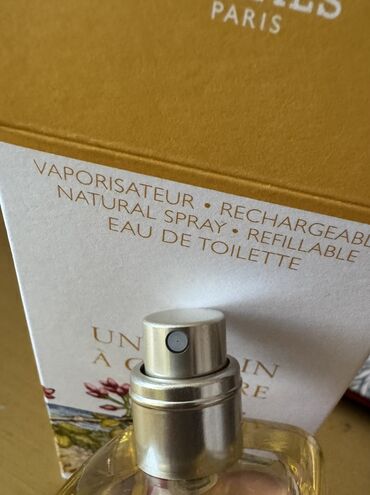 PARIS
VAPORISATEUR • RECHARGEABL
NATURAL SPRAY • REFILLABLE
EAU DE TOILETTE
UN
À